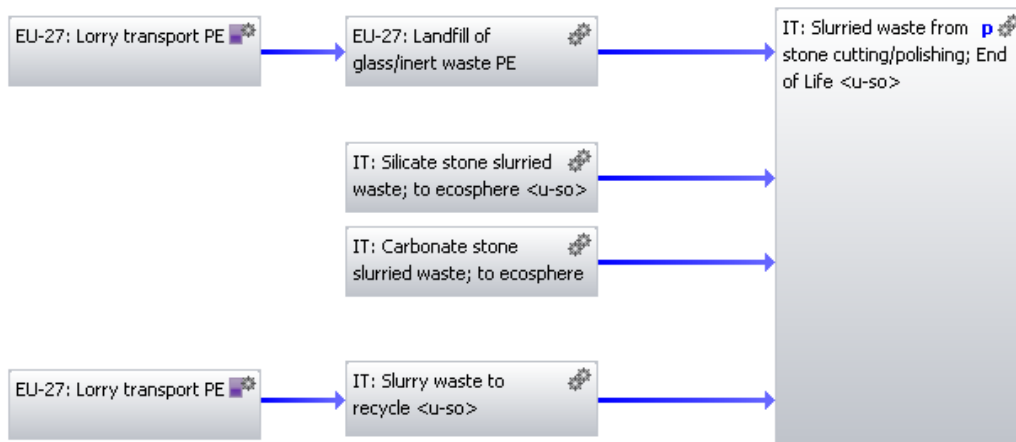 EU-27: Lorry transport PE
EU-27: Landfill of
glass/inert waste PE
IT: Slurried waste from p
stone cutting/polishing; End
of Life <u-so>
IT: Silicate stone slurried
waste; to ecosphere <u-so>
IT: Carbonate stone
slurried waste; to ecosphere
EU-27: Lorry transport PE
IT: Slurry waste to
recycle <u-so>